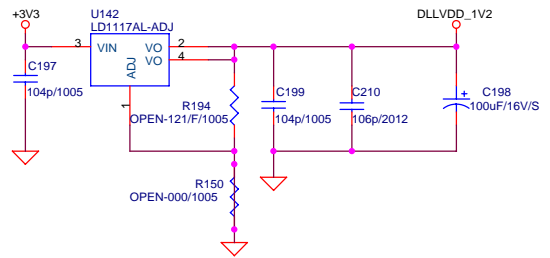 +3V3
U142
LD1117AL-ADJ
DLLVDD_1V2
3
VIN
VO
2
VO
4
ADJ
1
C197
104p/1005
R194
OPEN-121/F/1005
C199
104p/1005
C210
106p/2012
+
C198
100uF/16V/S
R150
OPEN-000/1005